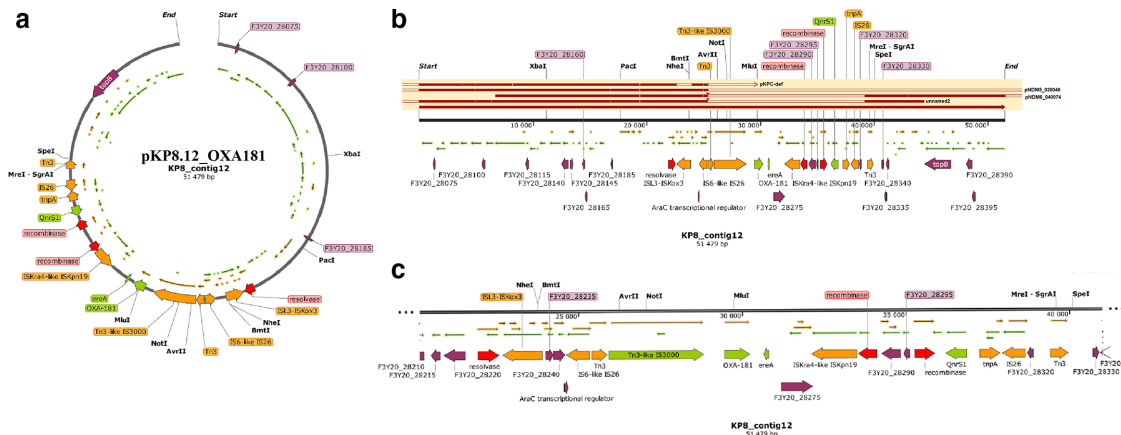 a
End
Start
F3Y20_28075
F3Y20_28100
topB
pKP8.12_OXA181
KP8_contig12
51 479 bp
XbaI
SpeI
Tn3
MreI - SgrAI
IS26
tnpA
QnrS1
recombinase
recombinase
ISKra4-like ISKpn19
F3Y20_28185
PacI
ereA
OXA-181
MluI
Tn3-like IS3000
NotI
AvrII
Tn3
IS6-like IS26
BmtI
NheI
ISL3-ISKox3
resolvase
b
tnpA
QnrS1
IS26
Tn3-like IS3000
recombinase
F3Y20_28320
NotI
F3Y20_28295
MreI - SgrAI
F3Y20_28160
AvrII
F3Y20_28290
SpeI
BmtI
Start
XbaI
PacI
NheI
Tn3
MluI
recombinase
F3Y20_28330
End
pKPC-def
pNDM5_020046
pNDM6_040074
unnamed2
10 000
20 000
30 000
40 000
50 000
topB
F3Y20_28100
F3Y20_28115
F3Y20_28185
resolvase
IS6-like IS26
ereA
ISKra4-like ISKpn19
Tn3
F3Y20_28390
F3Y20_28075
F3Y20_28140
F3Y20_28145
ISL3-ISKox3
OXA-181
F3Y20_28340
F3Y20_28165
AraC transcriptional regulator
F3Y20_28275
F3Y20_28335
F3Y20_28395
KP8_contig12
51 479 bp
c
NheI
BmtI
ISL3-ISKox3
F3Y20_28235
AvrII
NotI
MluI
recombinase
F3Y20_28295
MreI - SgrAI
SpeI
25 000
30 000
35 000
40 000
Tn3-like IS3000
F3Y20_28210
resolvase
Tn3
OXA-181
ereA
ISKra4-like ISKpn19
QnrS1
tnpA
IS26
Tn3
F3Y20_28215
F3Y20_28220
F3Y20_28240
IS6-like IS26
F3Y20_28290
recombinase
F3Y20_28320
F3Y20_28330
AraC transcriptional regulator
F3Y20_28275
KP8_contig12
51 479 bp